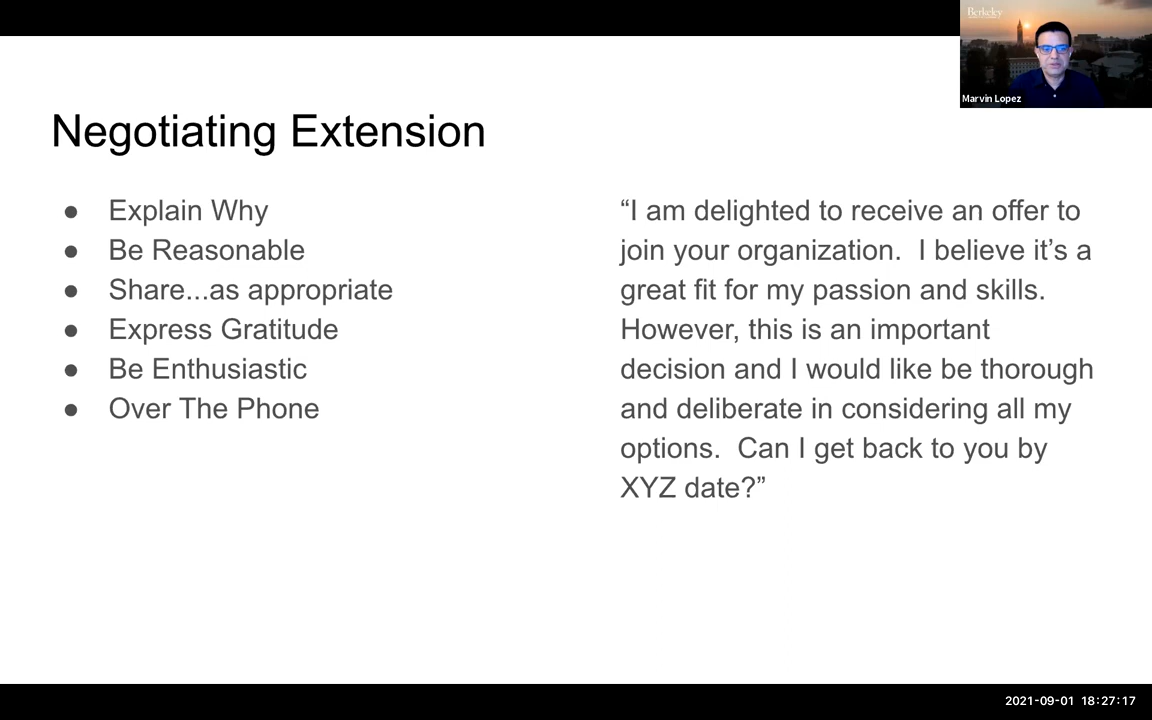 Berkeley
Marvin Lopez
Negotiating Extension
● Explain Why
● Be Reasonable
● Share...as appropriate
● Express Gratitude
● Be Enthusiastic
● Over The Phone
“I am delighted to receive an offer to
join your organization.  I believe it’s a
great fit for my passion and skills.
However, this is an important
decision and I would like be thorough
and deliberate in considering all my
options.  Can I get back to you by
XYZ date?”
2021-09-01 18:27:17